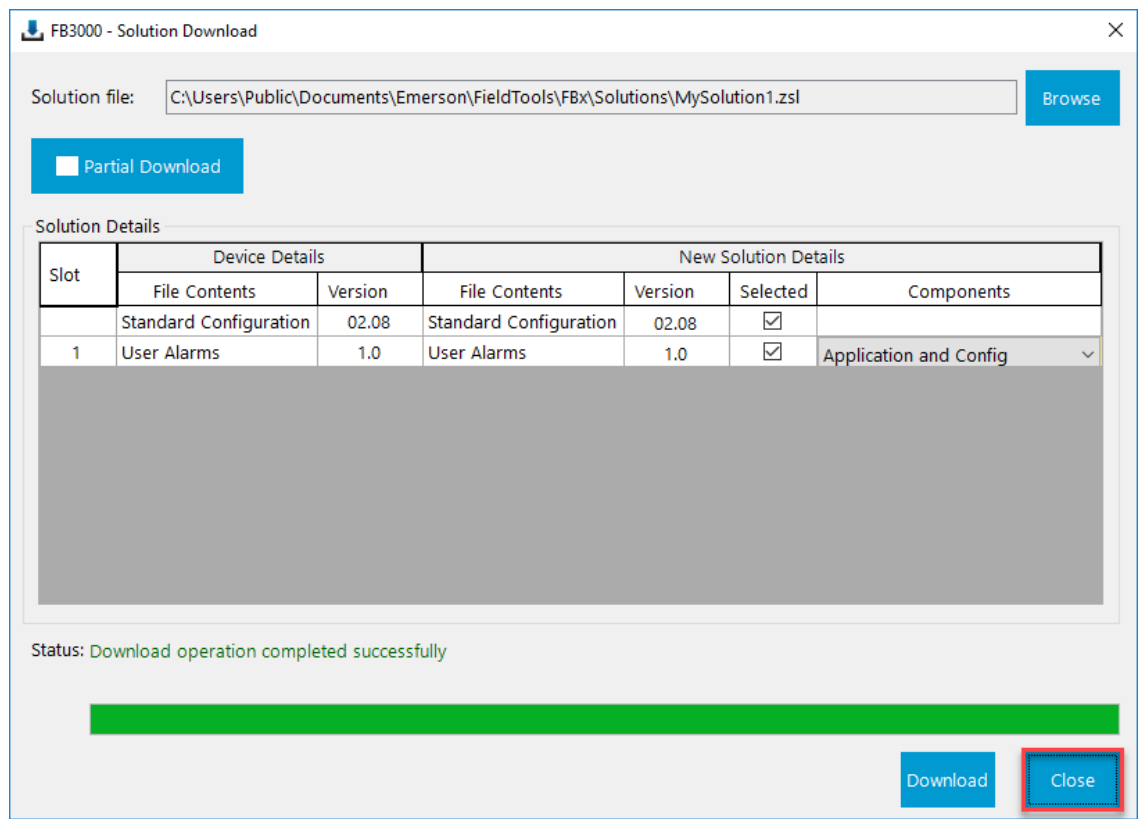 FB3000 - Solution Download
Solution file: C:\Users\Public\Documents\Emerson\FieldTools\FBx\Solutions\MySolution1.zsl Browse
Partial Download
Solution Details
Slot Device Details New Solution Details
File Contents Version File Contents Version Selected Components
Standard Configuration 02.08 Standard Configuration 02.08
1 User Alarms 1.0 User Alarms 1.0 Application and Config
Status: Download operation completed successfully
Download Close